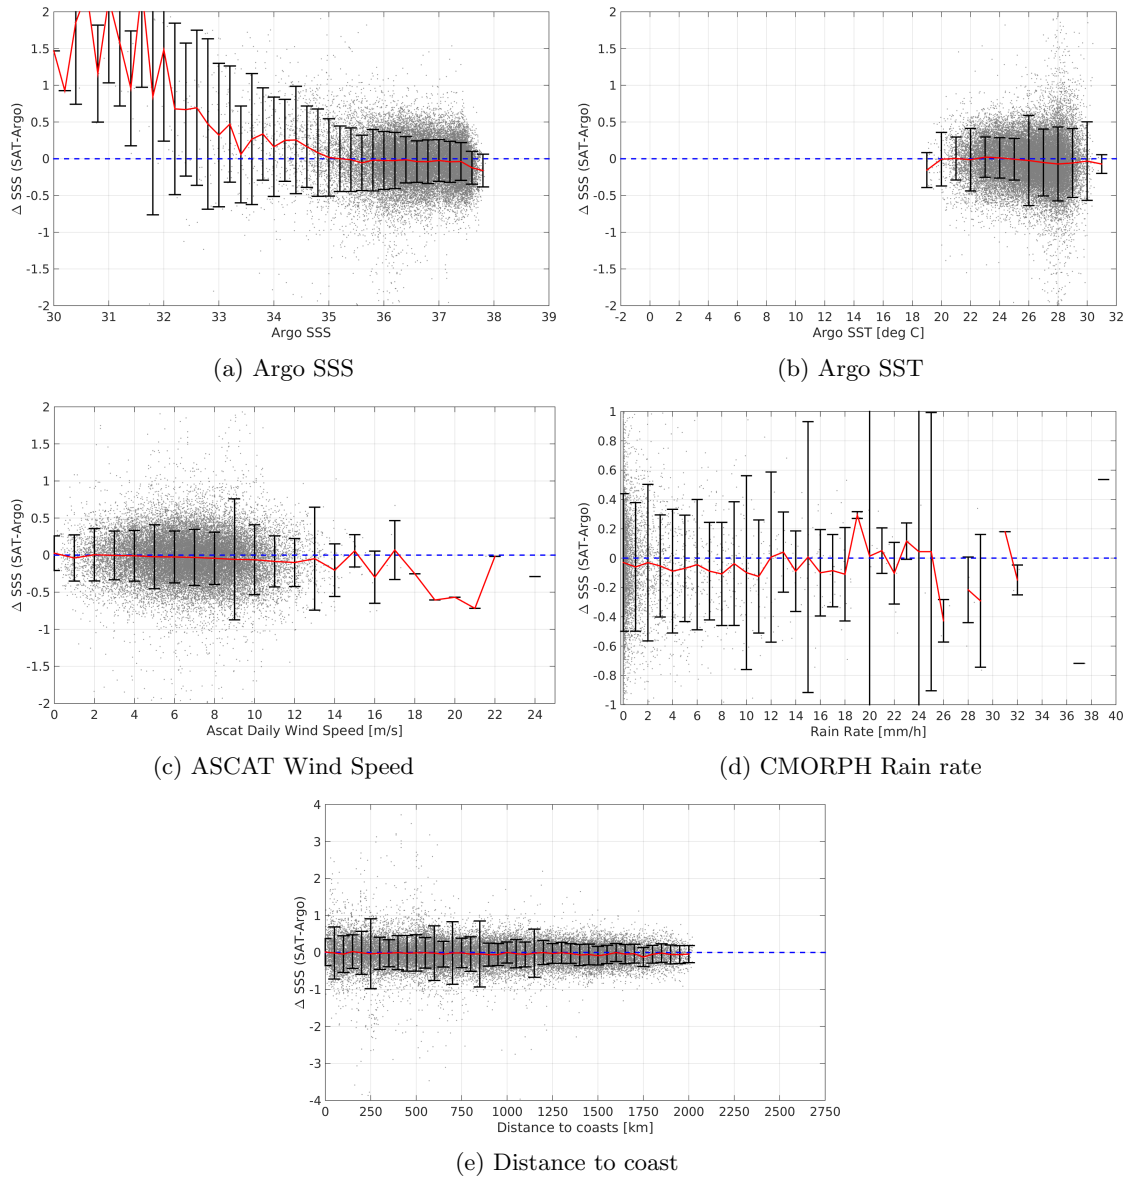 2
1.5
1
0.5
0
-0.5
-1
-1.5
-2
Δ SSS (SAT-Argo)
30 31 32 33 34 35 36 37 38 39
Argo SSS
(a) Argo SSS
2
1.5
1
0.5
0
-0.5
-1
-1.5
-2
Δ SSS (SAT-Argo)
-2 0 2 4 6 8 10 12 14 16 18 20 22 24 26 28 30 32
Argo SST [deg C]
(b) Argo SST
2
1.5
1
0.5
0
-0.5
-1
-1.5
-2
Δ SSS (SAT-Argo)
0 2 4 6 8 10 12 14 16 18 20 22 24
Ascat Daily Wind Speed [m/s]
(c) ASCAT Wind Speed
1
0.8
0.6
0.4
0.2
0
-0.2
-0.4
-0.6
-0.8
-1
Δ SSS (SAT-Argo)
0 2 4 6 8 10 12 14 16 18 20 22 24 26 28 30 32 34 36 38 40
Rain Rate [mm/h]
(d) CMORPH Rain rate
4
3
2
1
0
-1
-2
-3
-4
Δ SSS (SAT-Argo)
0 250 500 750 1000 1250 1500 1750 2000 2250 2500 2750
Distance to coasts [km]
(e) Distance to coast